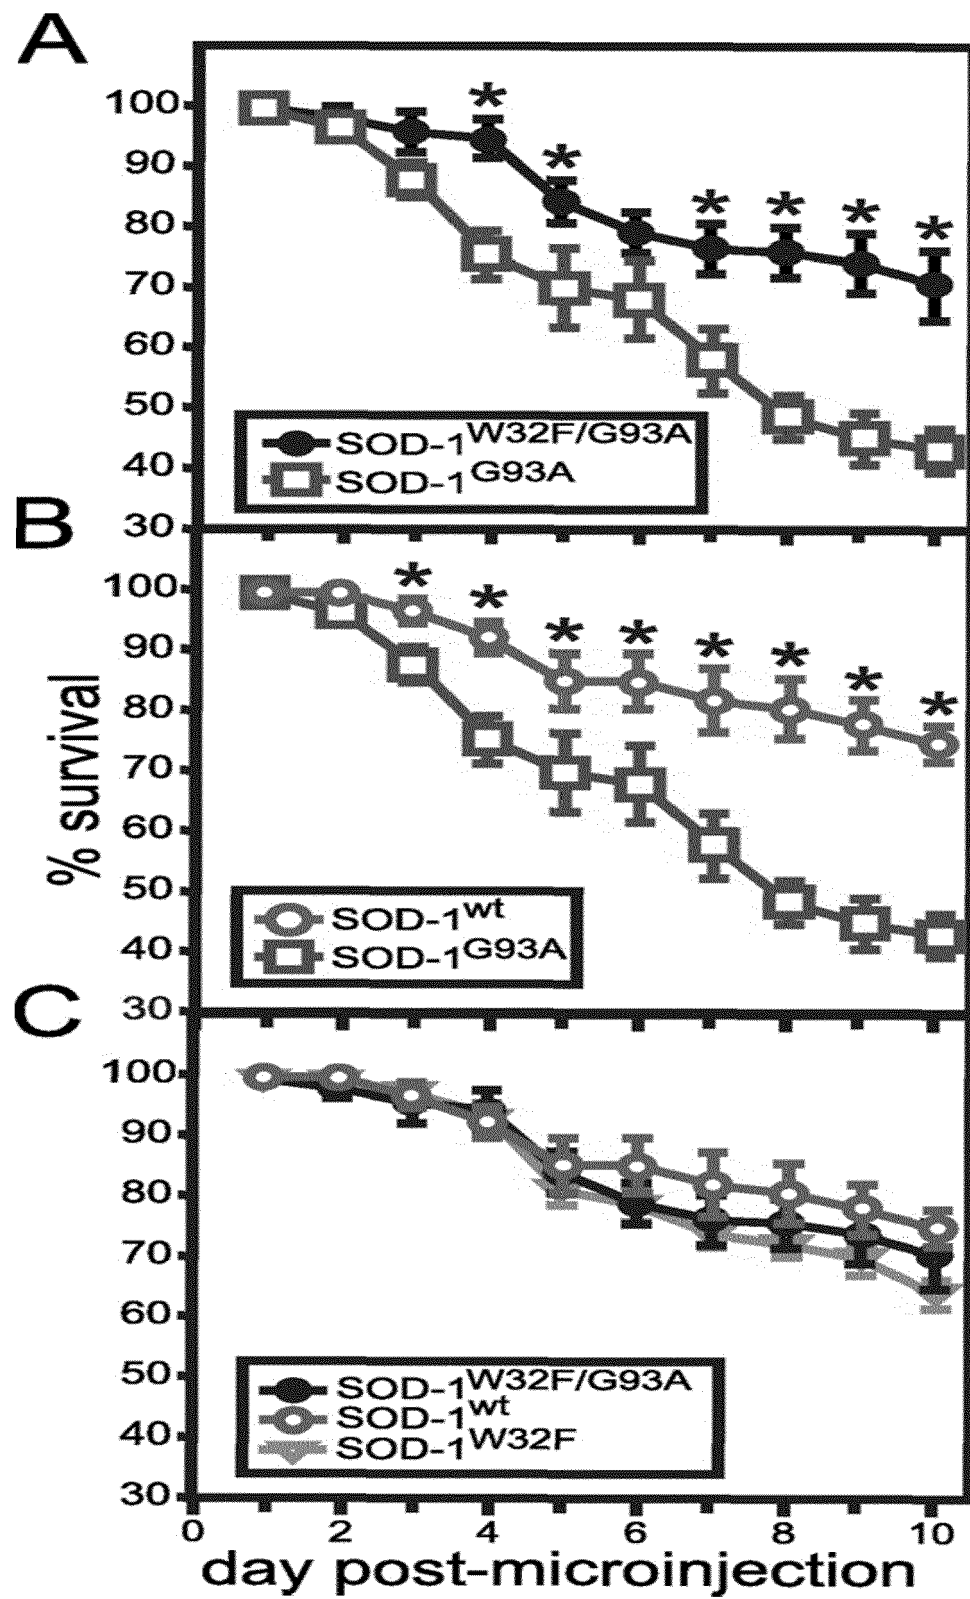 A
* * * * * *
100
90
80
70
60
50
40
30
SOD-1W32F/G93A
SOD-1G93A
B
* * * * * * * *
100
90
80
70
60
50
40
30
% survival
SOD-1wt
SOD-1G93A
C
100
90
80
70
60
50
40
30
SOD-1W32F/G93A
SOD-1wt
SOD-1W32F
0 2 4 6 8 10
day post-microinjection